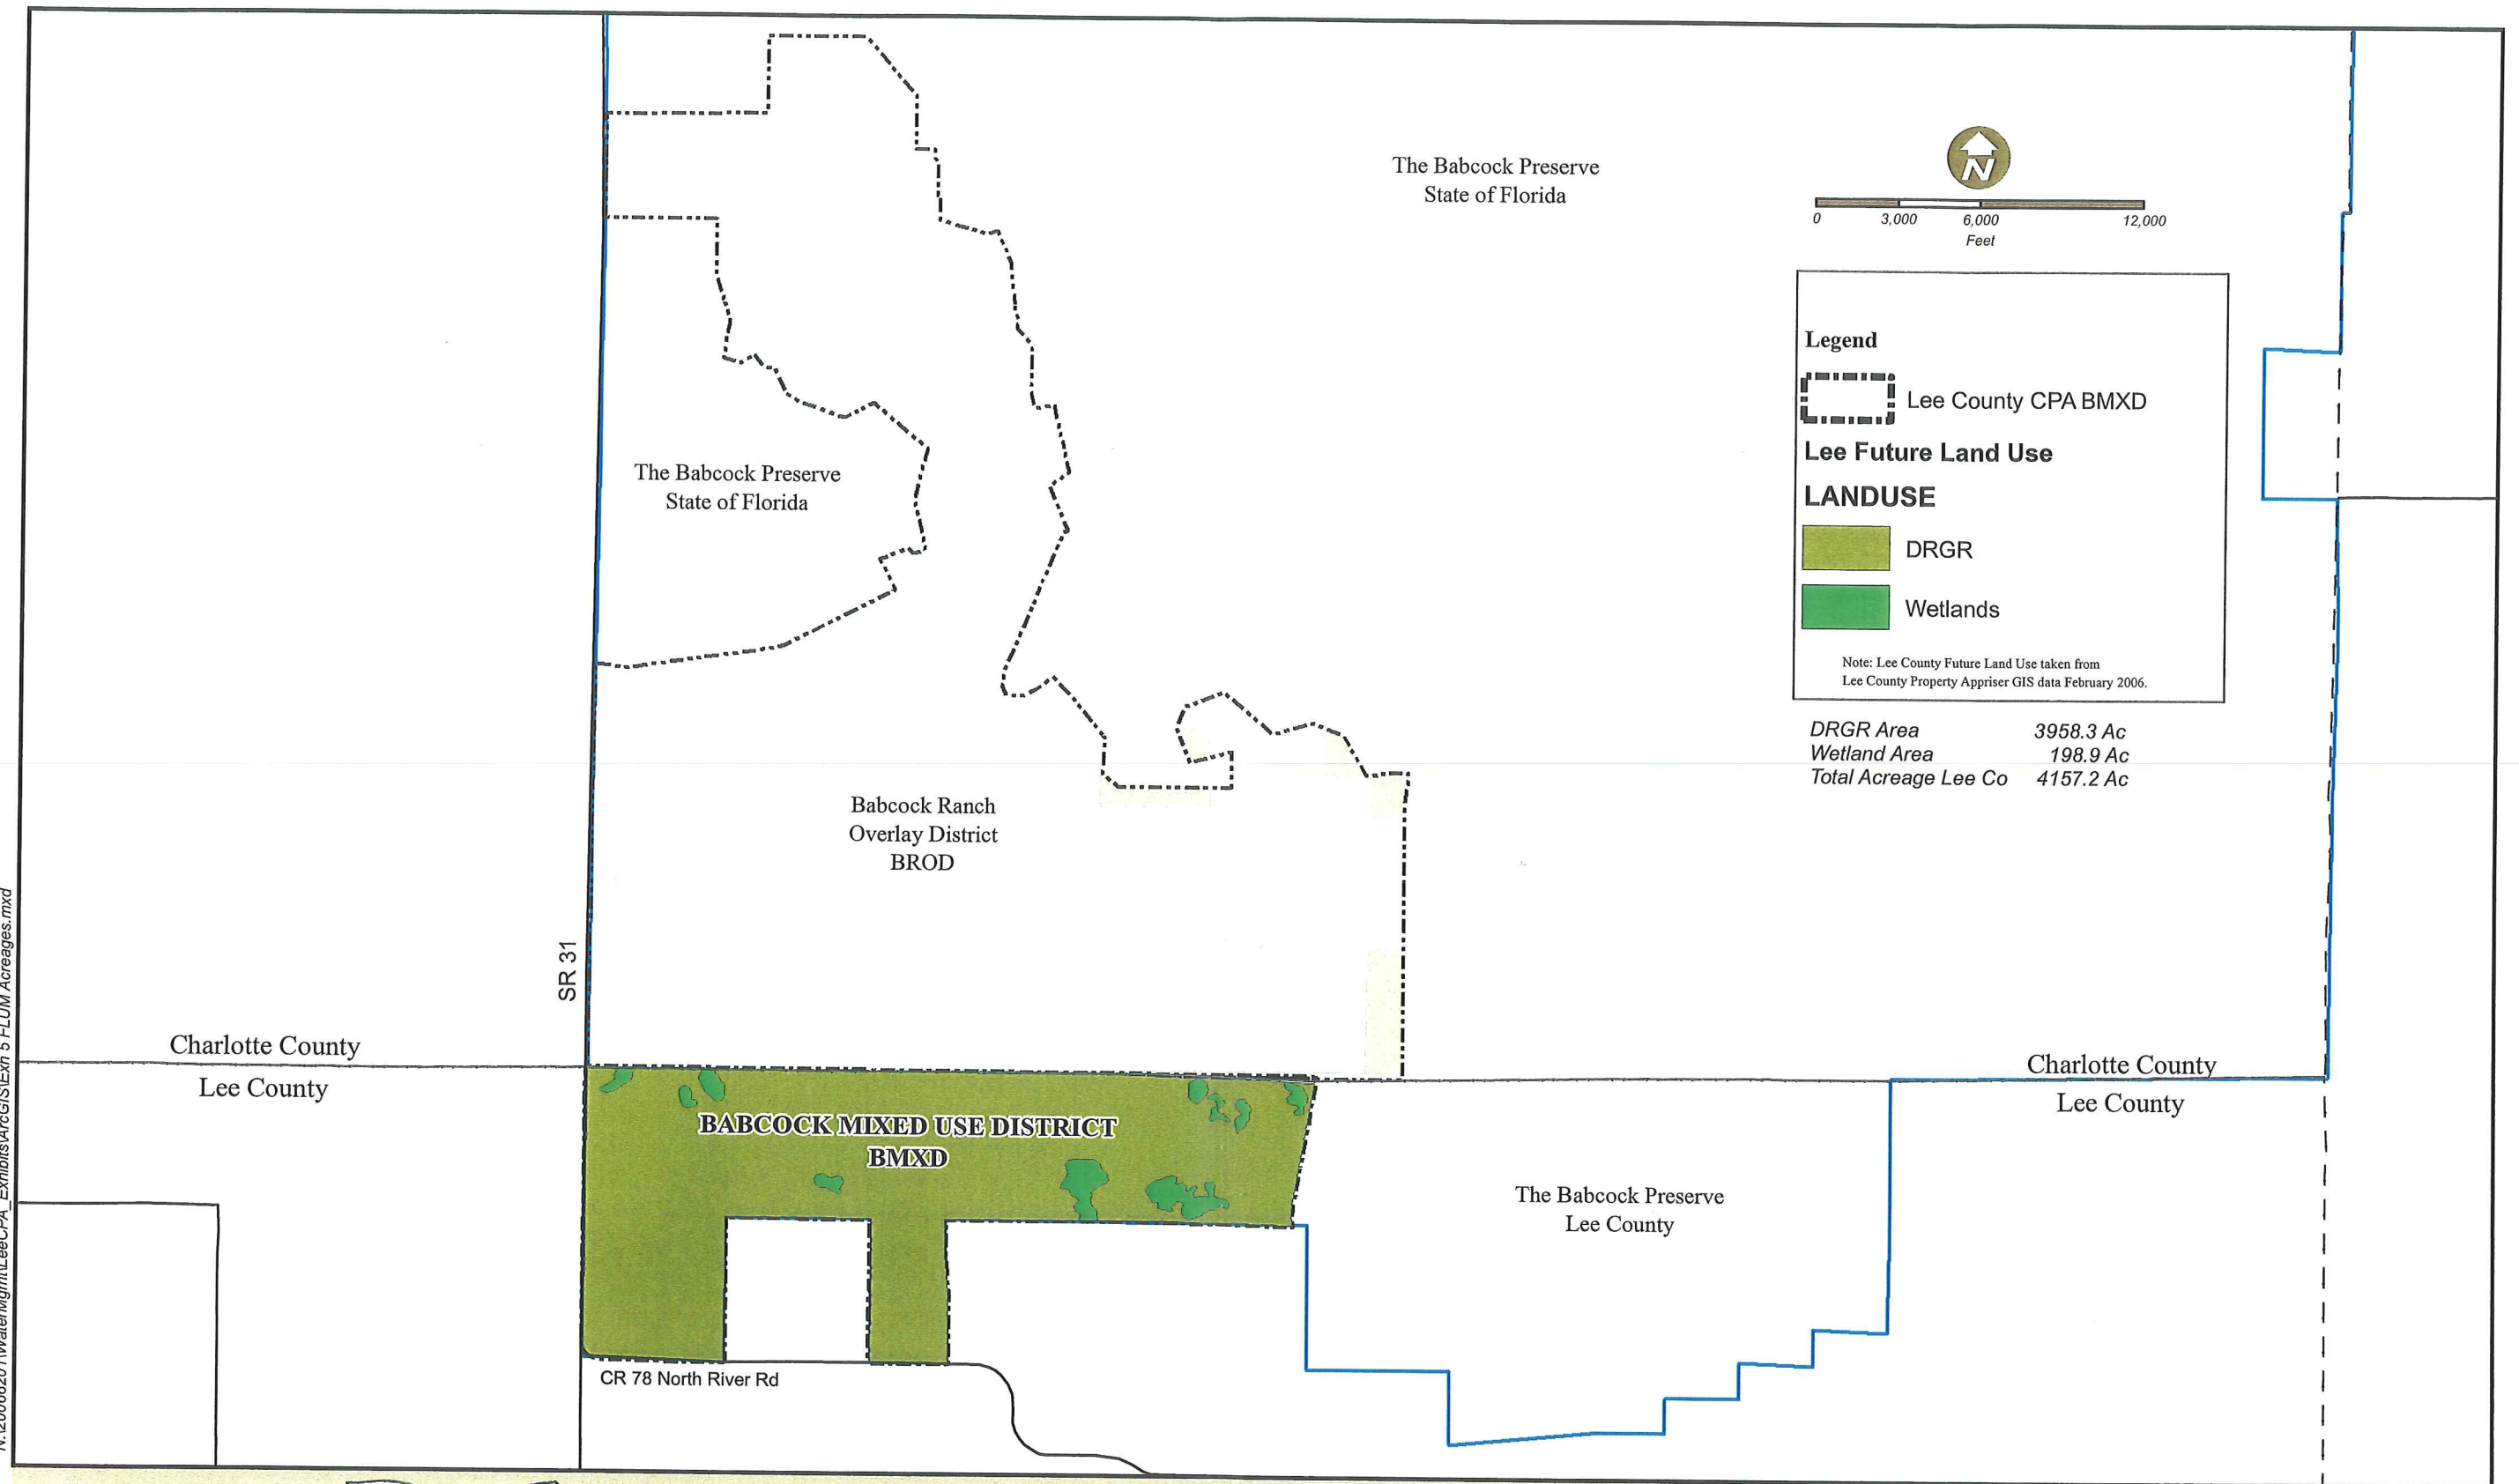 The Babcock Preserve
State of Florida
N
0 3,000 6,000 12,000
Feet
Legend
Lee County CPA BMXD
Lee Future Land Use
LANDUSE
DRGR
Wetlands
Note: Lee County Future Land Use taken from
Lee County Property Appriser GIS data February 2006.
DRGR Area 3958.3 Ac
Wetland Area 198.9 Ac
Total Acreage Lee Co 4157.2 Ac
The Babcock Preserve
State of Florida
Babcock Ranch
Overlay District
BROD
SR 31
Charlotte County
Lee County
Charlotte County
Lee County
BABCOCK MIXED USE DISTRICT
BMXD
The Babcock Preserve
Lee County
CR 78 North River Rd
FLUM Acreages.mxd